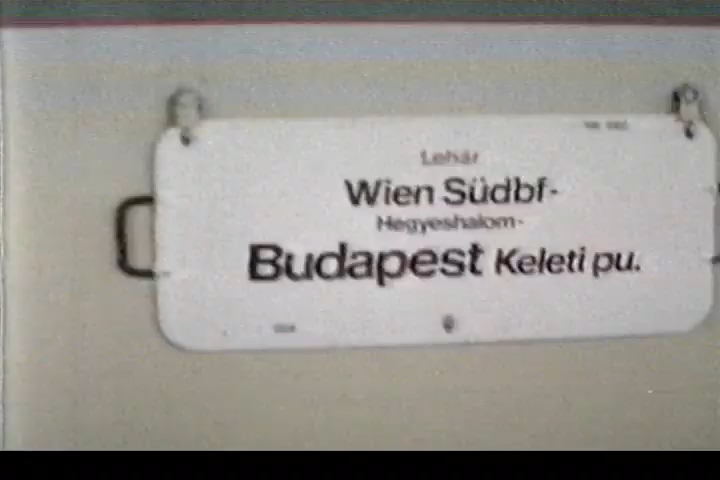 Lehár
Wien Südbf-
Hegyeshalom-
Budapest Keleti pu.